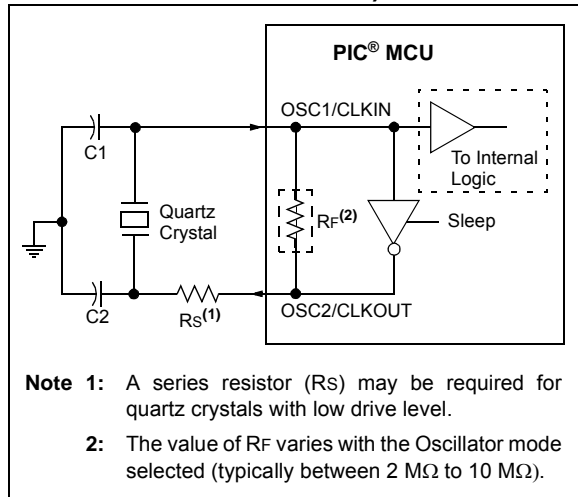 PIC® MCU
OSC1/CLKIN
C1
To Internal
Logic
Quartz
Crystal
RF(2)
Sleep
C2
RS(1)
OSC2/CLKOUT
Note 1: A series resistor (RS) may be required for
quartz crystals with low drive level.
2: The value of RF varies with the Oscillator mode
selected (typically between 2 MΩ to 10 MΩ).